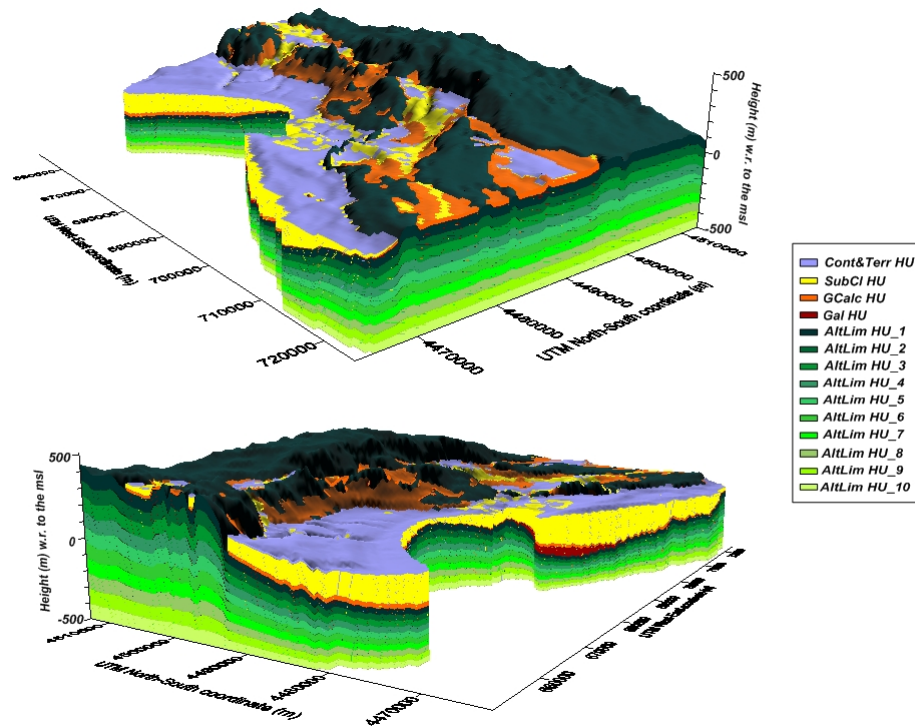 500
0
-500
Height (m) w.r. to the msl
700000
710000
720000
UTM North-South coordinate (m)
4510000
4500000
4490000
4480000
4470000
Cont&Terr HU
SubCl HU
GCalc HU
Gal HU
AltLim HU_1
AltLim HU_2
AltLim HU_3
AltLim HU_4
AltLim HU_5
AltLim HU_6
AltLim HU_7
AltLim HU_8
AltLim HU_9
AltLim HU_10
500
0
-500
Height (m) w.r. to the msl
4510000
4500000
4490000
4480000
4470000
UTM North-South coordinate (m)